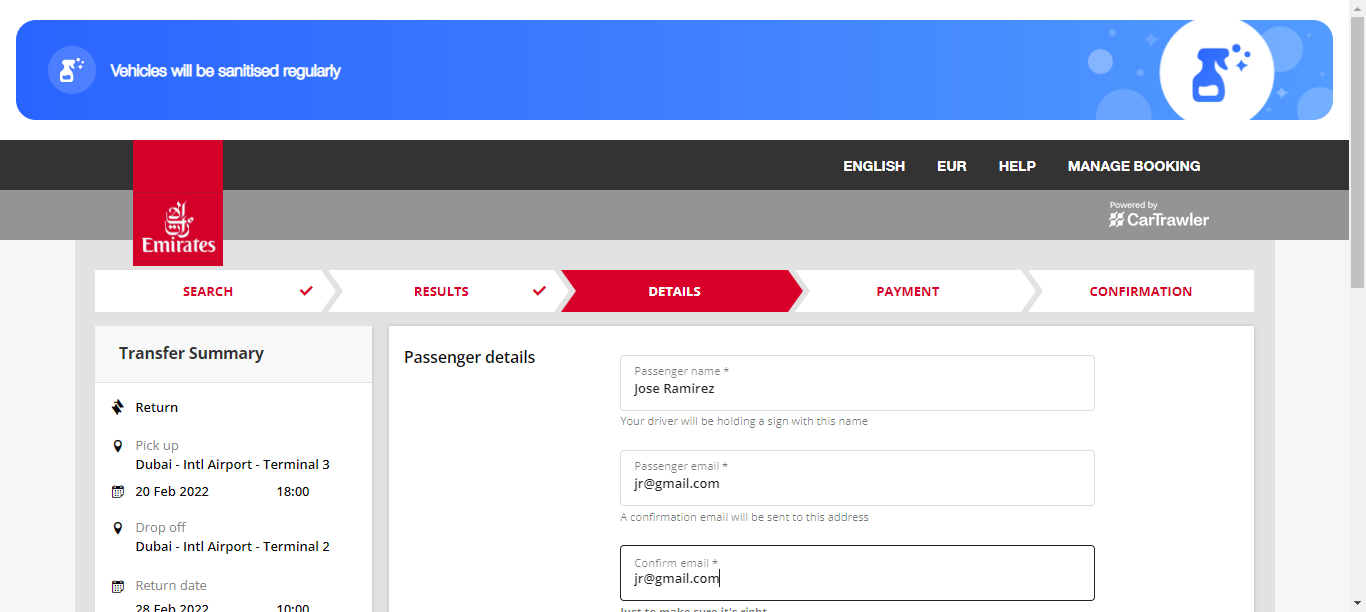 Vehicles will be sanitised regularly
ENGLISH EUR HELP MANAGE BOOKING
Powered by
CarTrawler
Emirates
SEARCH RESULTS DETAILS PAYMENT CONFIRMATION
Transfer Summary
Return
Pick up
Dubai - Intl Airport - Terminal 3
20 Feb 2022 18:00
Drop off
Dubai - Intl Airport - Terminal 2
Return date
28 Feb 2022 10:00
Passenger details
Passenger name *
Jose Ramirez
Your driver will be holding a sign with this name
Passenger email *
jr@gmail.com
A confirmation email will be sent to this address
Confirm email *
jr@gmail.com
Just to make sure it's right